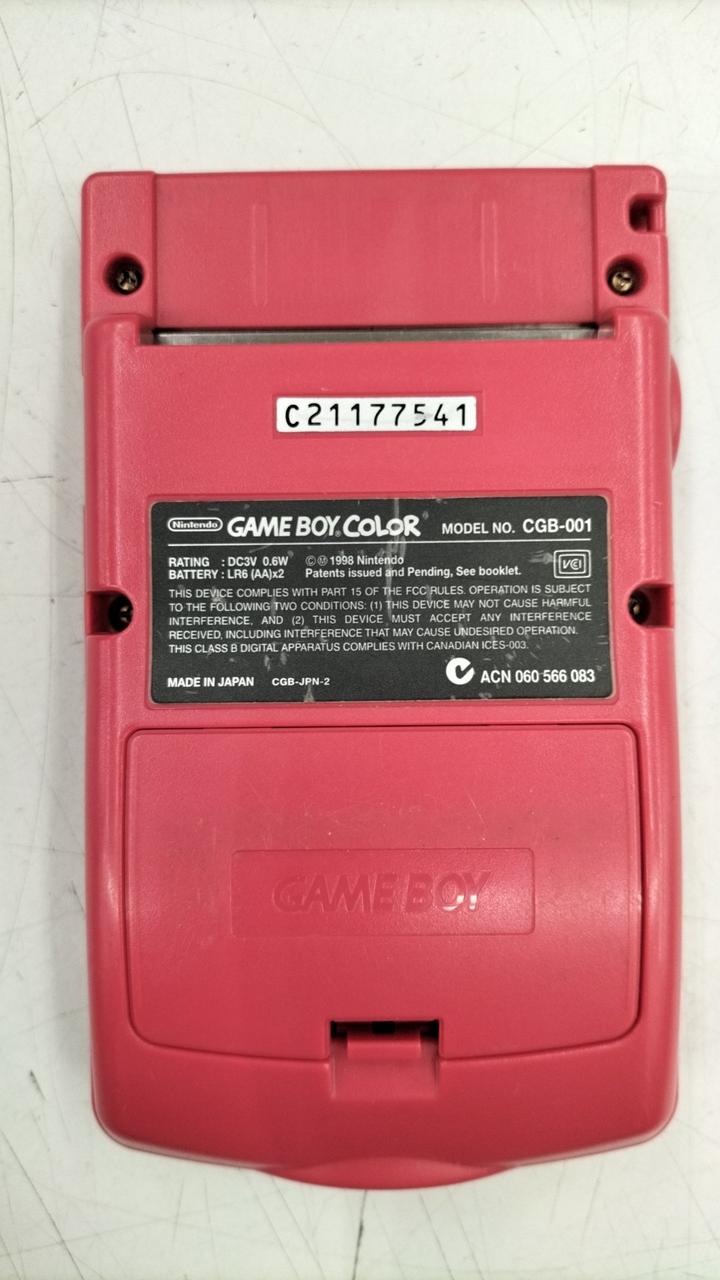 C21177541
Nintendo GAME BOY COLOR MODEL NO. CGB-001
RATING : DC3V 0.6W ©Ⓜ1998 Nintendo
BATTERY : LR6 (AA)x2 Patents issued and Pending, See booklet.
VCI
THIS DEVICE COMPLIES WITH PART 15 OF THE FCC RULES. OPERATION IS SUBJECT
TO THE FOLLOWING TWO CONDITIONS: (1) THIS DEVICE MAY NOT CAUSE HARMFUL
INTERFERENCE, AND (2) THIS DEVICE MUST ACCEPT ANY INTERFERENCE
RECEIVED, INCLUDING INTERFERENCE THAT MAY CAUSE UNDESIRED OPERATION.
THIS CLASS B DIGITAL APPARATUS COMPLIES WITH CANADIAN ICES-003.
MADE IN JAPAN CGB-JPN-2 ACN 060 566 083
GAME BOY